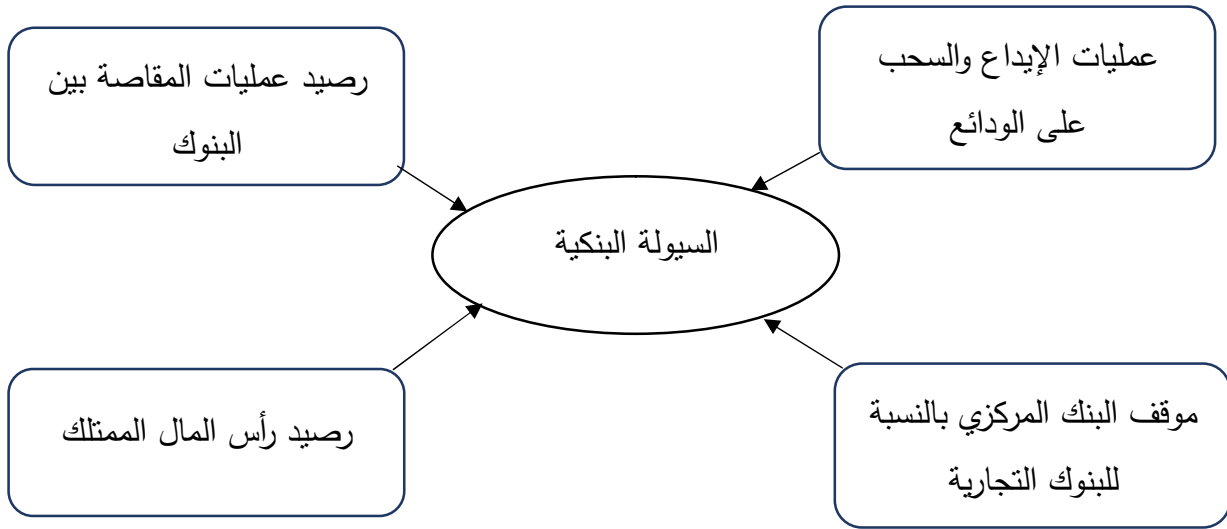 عمليات الإيداع والسحب
على الودائع
رصيد عمليات المقاصة بين
البنوك
السيولة البنكية
موقف البنك المركزي بالنسبة
للبنوك التجارية
رصيد رأس المال الممتلك